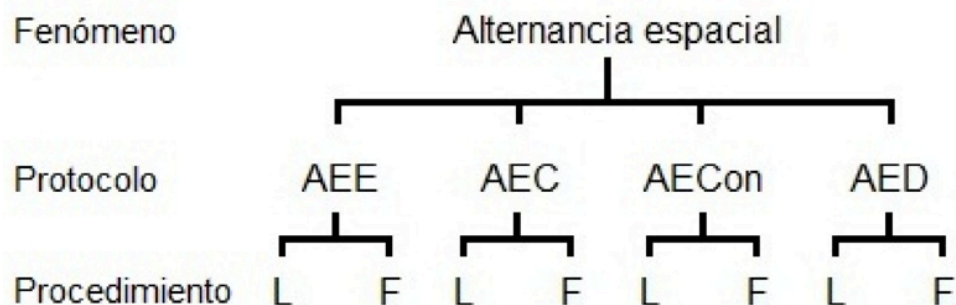 Fenómeno Alternancia espacial
Protocolo AEE AEC AECon AED
Procedimiento L F L F L F L F